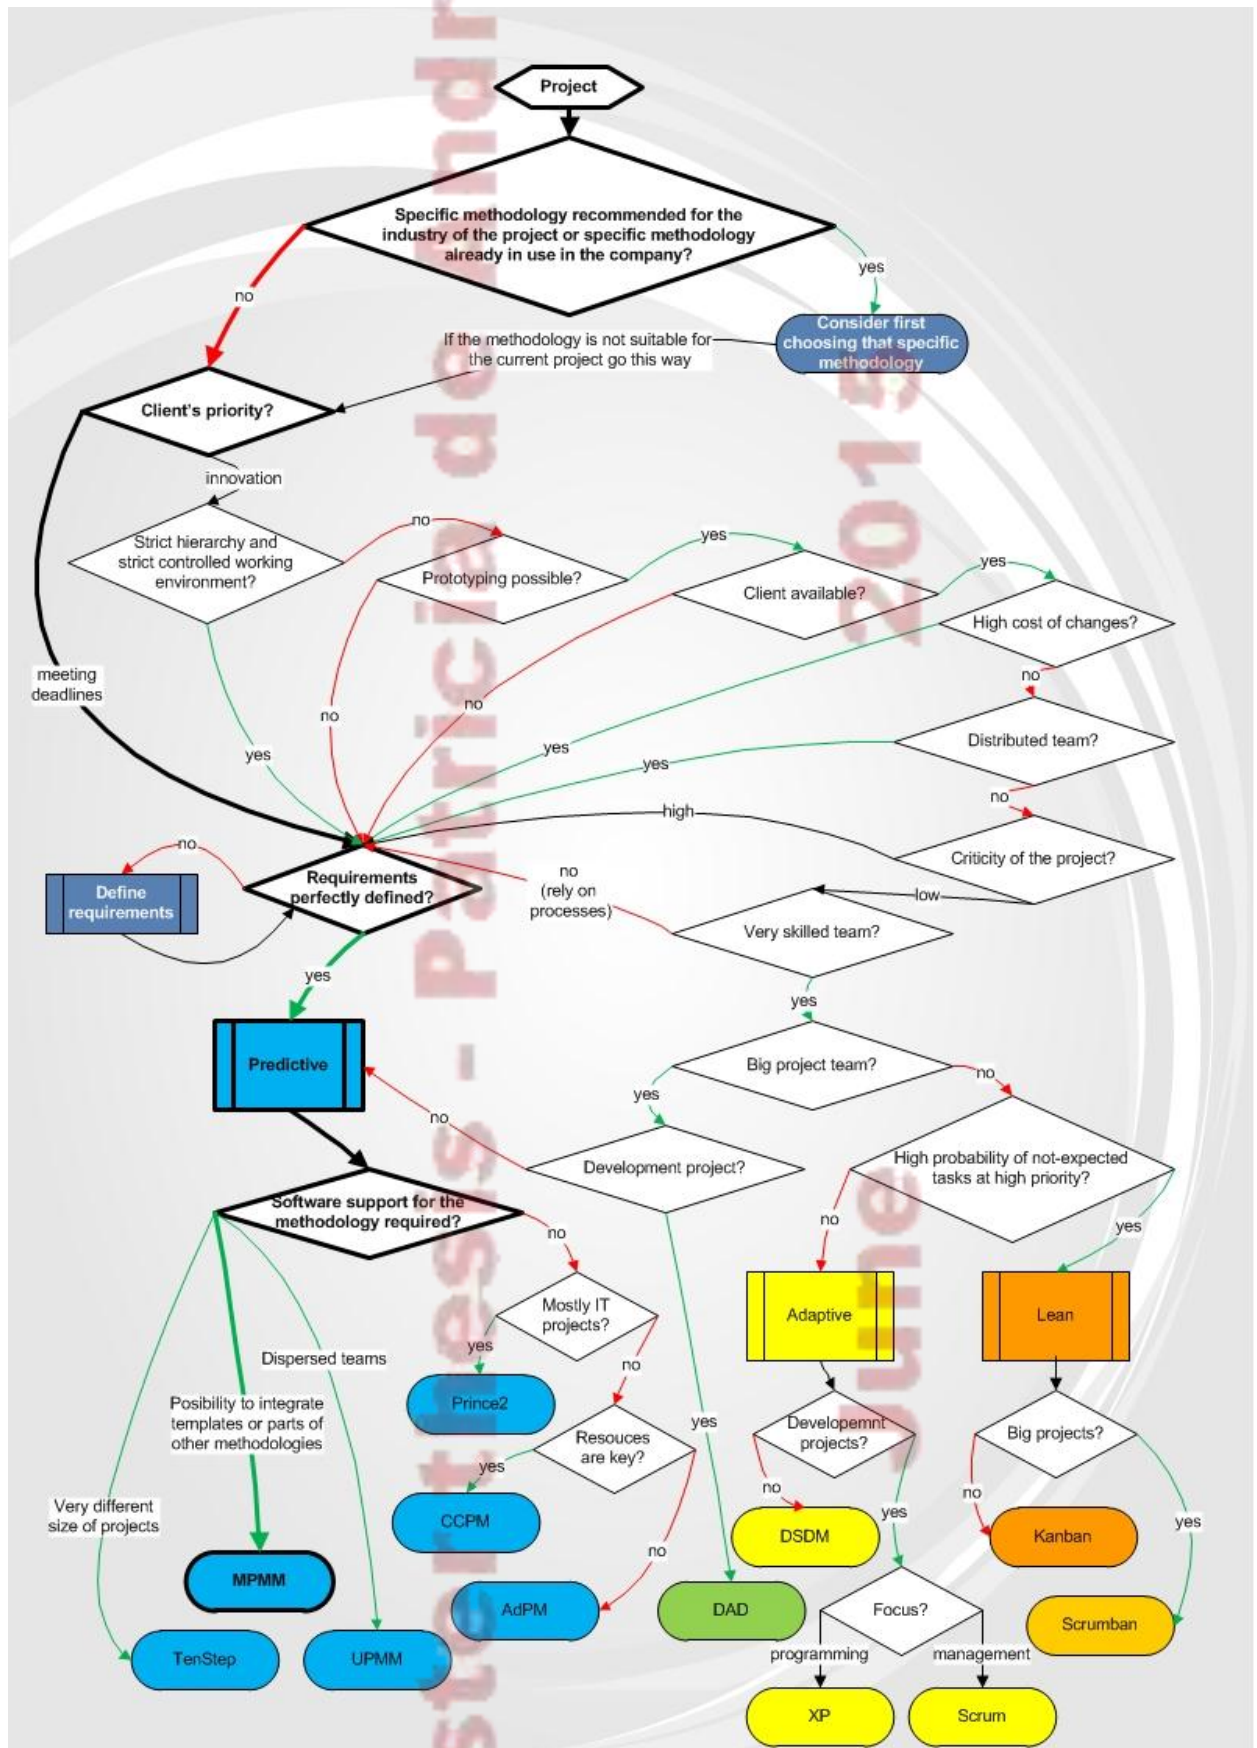 Project
Specific methodology recommended for the
industry of the project or specific methodology
already in use in the company?
yes
no
Consider first
choosing that specific
methodology
If the methodology is not suitable for
the current project go this way
Client's priority?
innovation
meeting
deadlines
Strict hierarchy and
strict controlled working
environment?
no
Prototyping possible?
yes
Client available?
yes
High cost of changes?
no
Distributed team?
no
Criticity of the project?
yes
no
no
yes
yes
high
low
no
(rely on
processes)
Very skilled team?
no
Define
requirements
Requirements
perfectly defined?
yes
yes
Predictive
Big project team?
yes
no
no
Development project?
High probability of not-expected
tasks at high priority?
Software support for the
methodology required?
no
no
yes
Mostly IT
projects?
Adaptive
Lean
yes
no
Dispersed teams
Posibility to integrate
templates or parts of
other methodologies
Very different
size of projects
Prince2
Resouces
are key?
yes
yes
Developemnt
projects?
Big projects?
no
no
yes
no
yes
CCPM
DSDM
Kanban
MPMM
AdPM
DAD
Focus?
Scrumban
TenStep
UPMM
programming
management
XP
Scrum
ster thesis - Patricia de Andr
June 2015